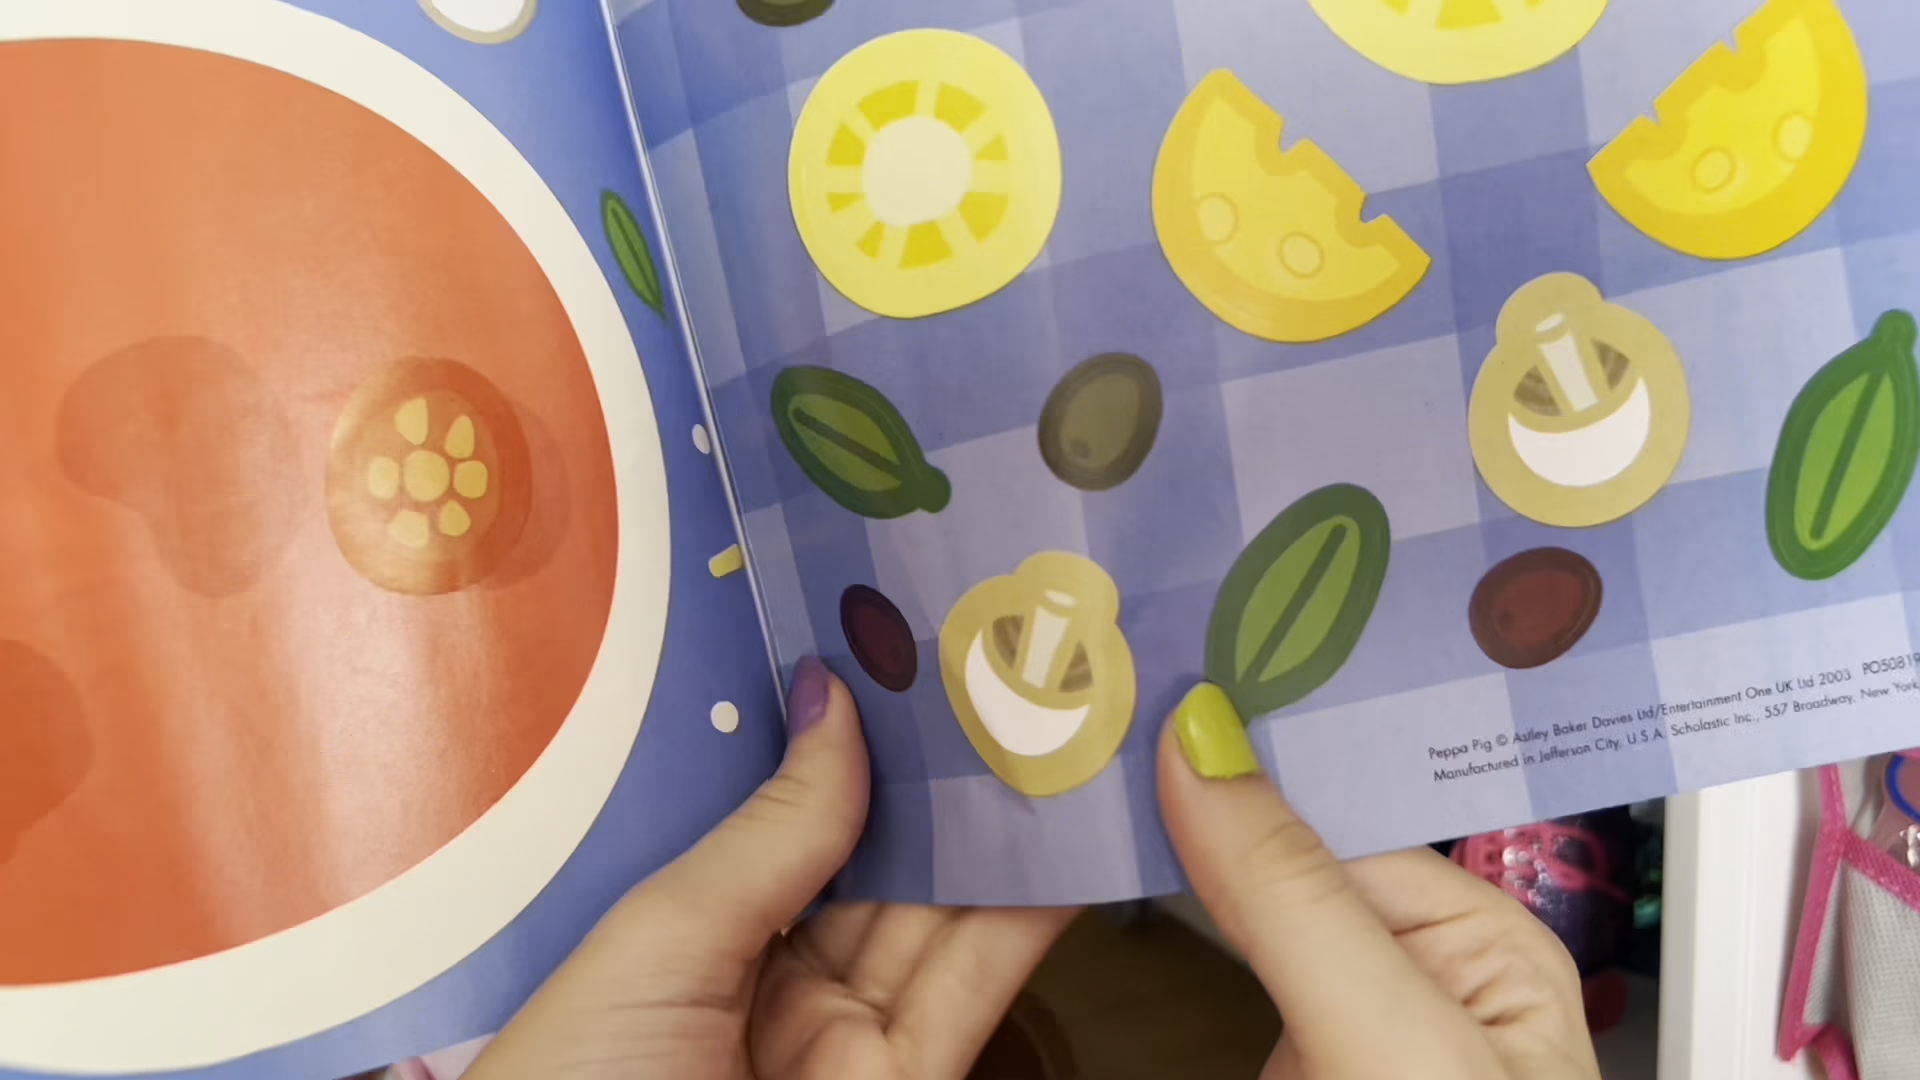 Peppa Pig © Astley Baker Davies Ltd/Entertainment One UK Ltd 2003 PO50819
Manufactured in Jefferson City, U.S.A. Scholastic Inc., 557 Broadway, New York,